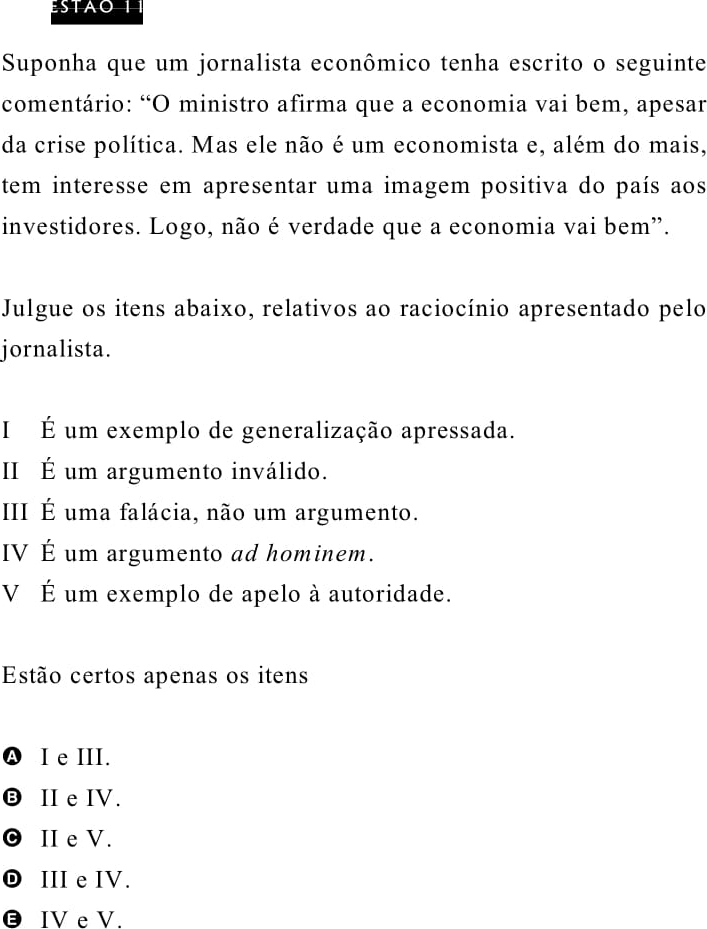 ESTÃO 11
Suponha que um jornalista econômico tenha escrito o seguinte
comentário: “O ministro afirma que a economia vai bem, apesar
da crise política. Mas ele não é um economista e, além do mais,
tem interesse em apresentar uma imagem positiva do país aos
investidores. Logo, não é verdade que a economia vai bem”.
Julgue os itens abaixo, relativos ao raciocínio apresentado pelo
jornalista.
I É um exemplo de generalização apressada.
II É um argumento inválido.
III É uma falácia, não um argumento.
IV É um argumento ad hominem.
V É um exemplo de apelo à autoridade.
Estão certos apenas os itens
A I e III.
B II e IV.
C II e V.
D III e IV.
E IV e V.